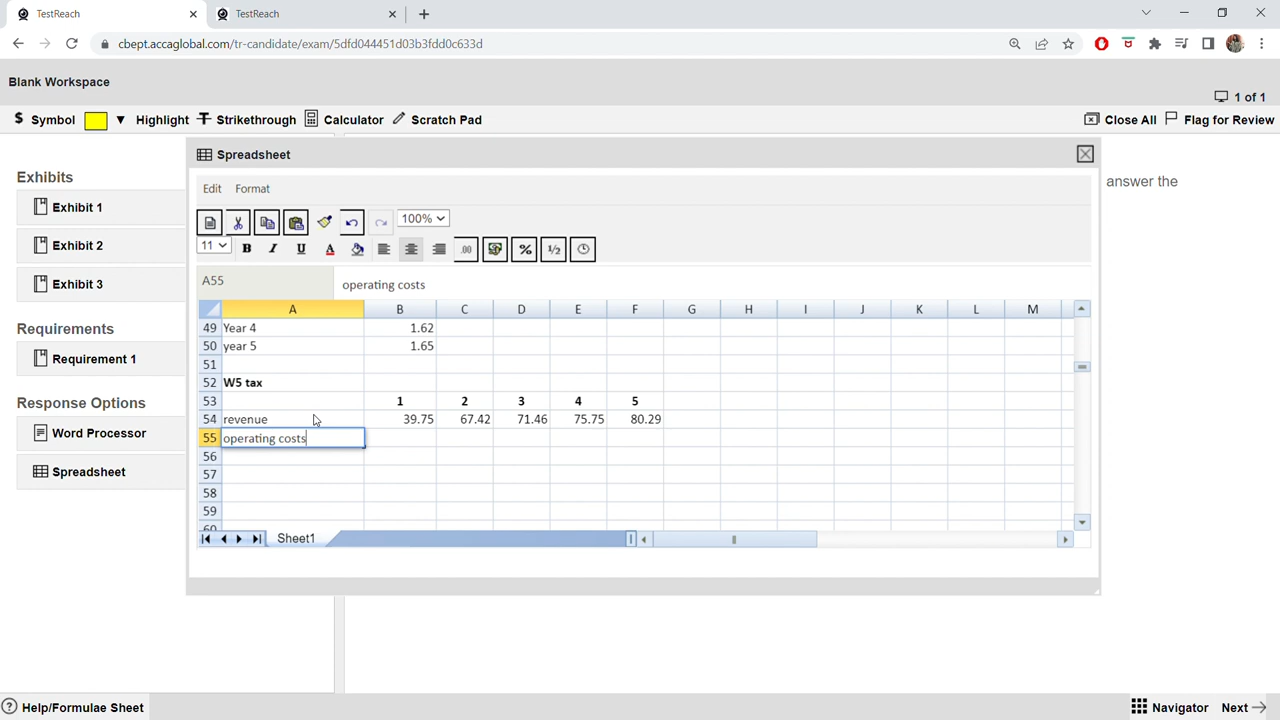 TestReach
TestReach
cbept.accaglobal.com/tr-candidate/exam/5dfd044451d03b3fdd0c633d
Blank Workspace
1 of 1
$ Symbol Highlight Strikethrough Calculator Scratch Pad Close All Flag for Review
Exhibits
Exhibit 1
Exhibit 2
Exhibit 3
Requirements
Requirement 1
Response Options
Word Processor
Spreadsheet
Spreadsheet
answer the
Edit Format
100%
11 B I U A .00 % 1/2
A55 operating costs
A B C D E F G H I J K L M
49 Year 4 1.62
50 year 5 1.65
51
52 W5 tax
53 1 2 3 4 5
54 revenue 39.75 67.42 71.46 75.75 80.29
55 operating costs
56
57
58
59
60
Sheet1
? Help/Formulae Sheet Navigator Next